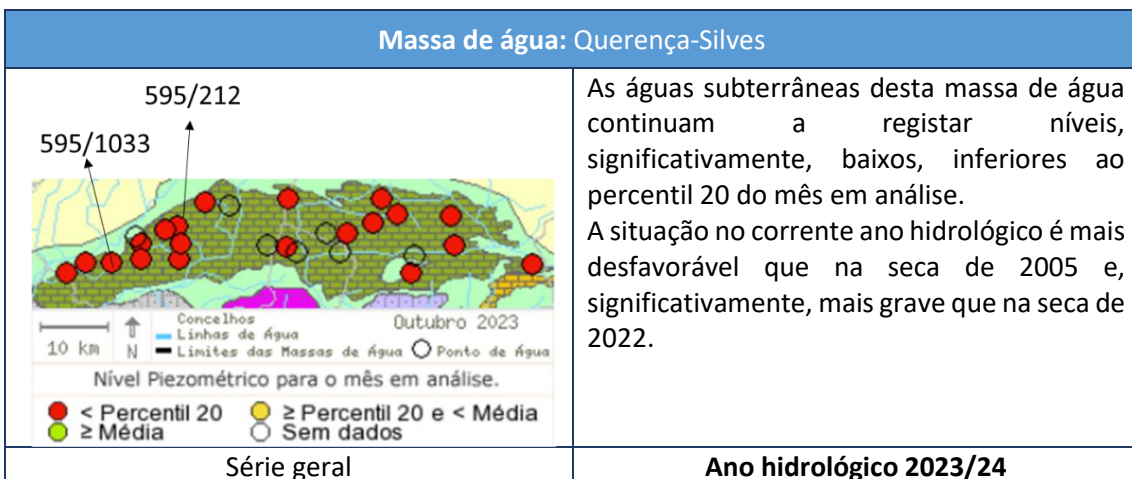 Massa de água: Querença-Silves
595/212
595/1033
Concelhos
Linhas de Água
Limites das Massas de Água
Ponto de Água
Outubro 2023
10 km
N
Nível Piezométrico para o mês em análise.
< Percentil 20
≥ Percentil 20 e < Média
≥ Média
Sem dados
As águas subterrâneas desta massa de água
continuam a registar níveis,
significativamente, baixos, inferiores ao
percentil 20 do mês em análise.
A situação no corrente ano hidrológico é mais
desfavorável que na seca de 2005 e,
significativamente, mais grave que na seca de
2022.
Série geral
Ano hidrológico 2023/24